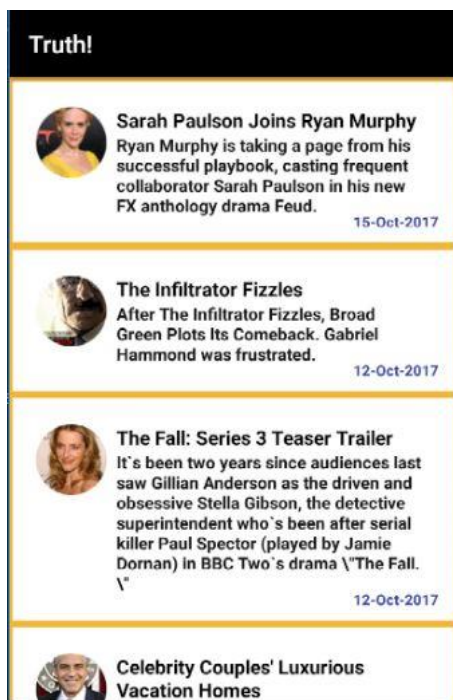 Truth!
Sarah Paulson Joins Ryan Murphy
Ryan Murphy is taking a page from his
successful playbook, casting frequent
collaborator Sarah Paulson in his new
FX anthology drama Feud.
15-Oct-2017
The Infiltrator Fizzles
After The Infiltrator Fizzles, Broad
Green Plots Its Comeback. Gabriel
Hammond was frustrated.
12-Oct-2017
The Fall: Series 3 Teaser Trailer
It`s been two years since audiences last
saw Gillian Anderson as the driven and
obsessive Stella Gibson, the detective
superintendent who`s been after serial
killer Paul Spector (played by Jamie
Dornan) in BBC Two`s drama \"The Fall.
\"
12-Oct-2017
Celebrity Couples' Luxurious
Vacation Homes